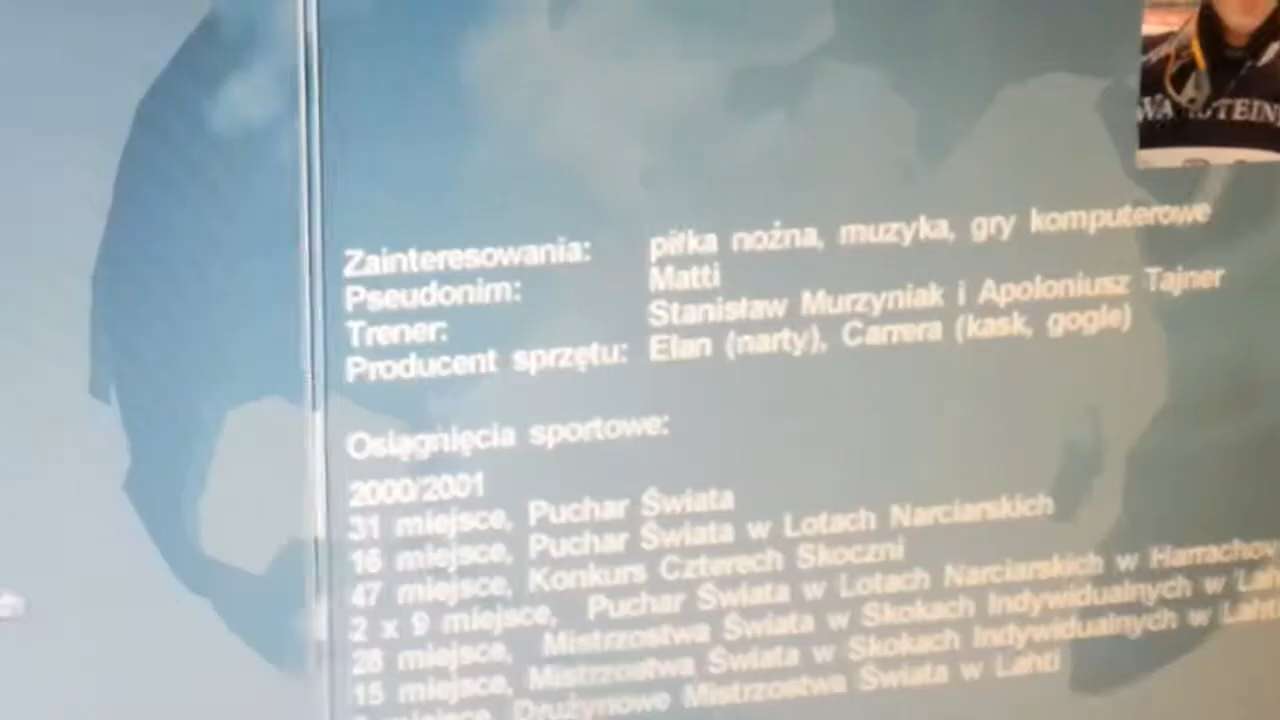 Zainteresowania: piłka nożna, muzyka, gry komputerowe
Pseudonim: Matti
Trener: Stanisław Murzyniak i Apoloniusz Tajner
Producent sprzętu: Elan (narty), Carrera (kask, gogle)
Osiągnięcia sportowe:
2000/2001
31 miejsce, Puchar Świata
16 miejsce, Puchar Świata w Lotach Narciarskich
47 miejsce, Konkurs Czterech Skoczni
2 x 9 miejsce, Puchar Świata w Lotach Narciarskich w Harrachov
28 miejsce, Mistrzostwa Świata w Skokach Indywidualnych w Lah
15 miejsce, Mistrzostwa Świata w Skokach Indywidualnych w Laht
miejsce, Drużynowe Mistrzostwa Świata w Lahti